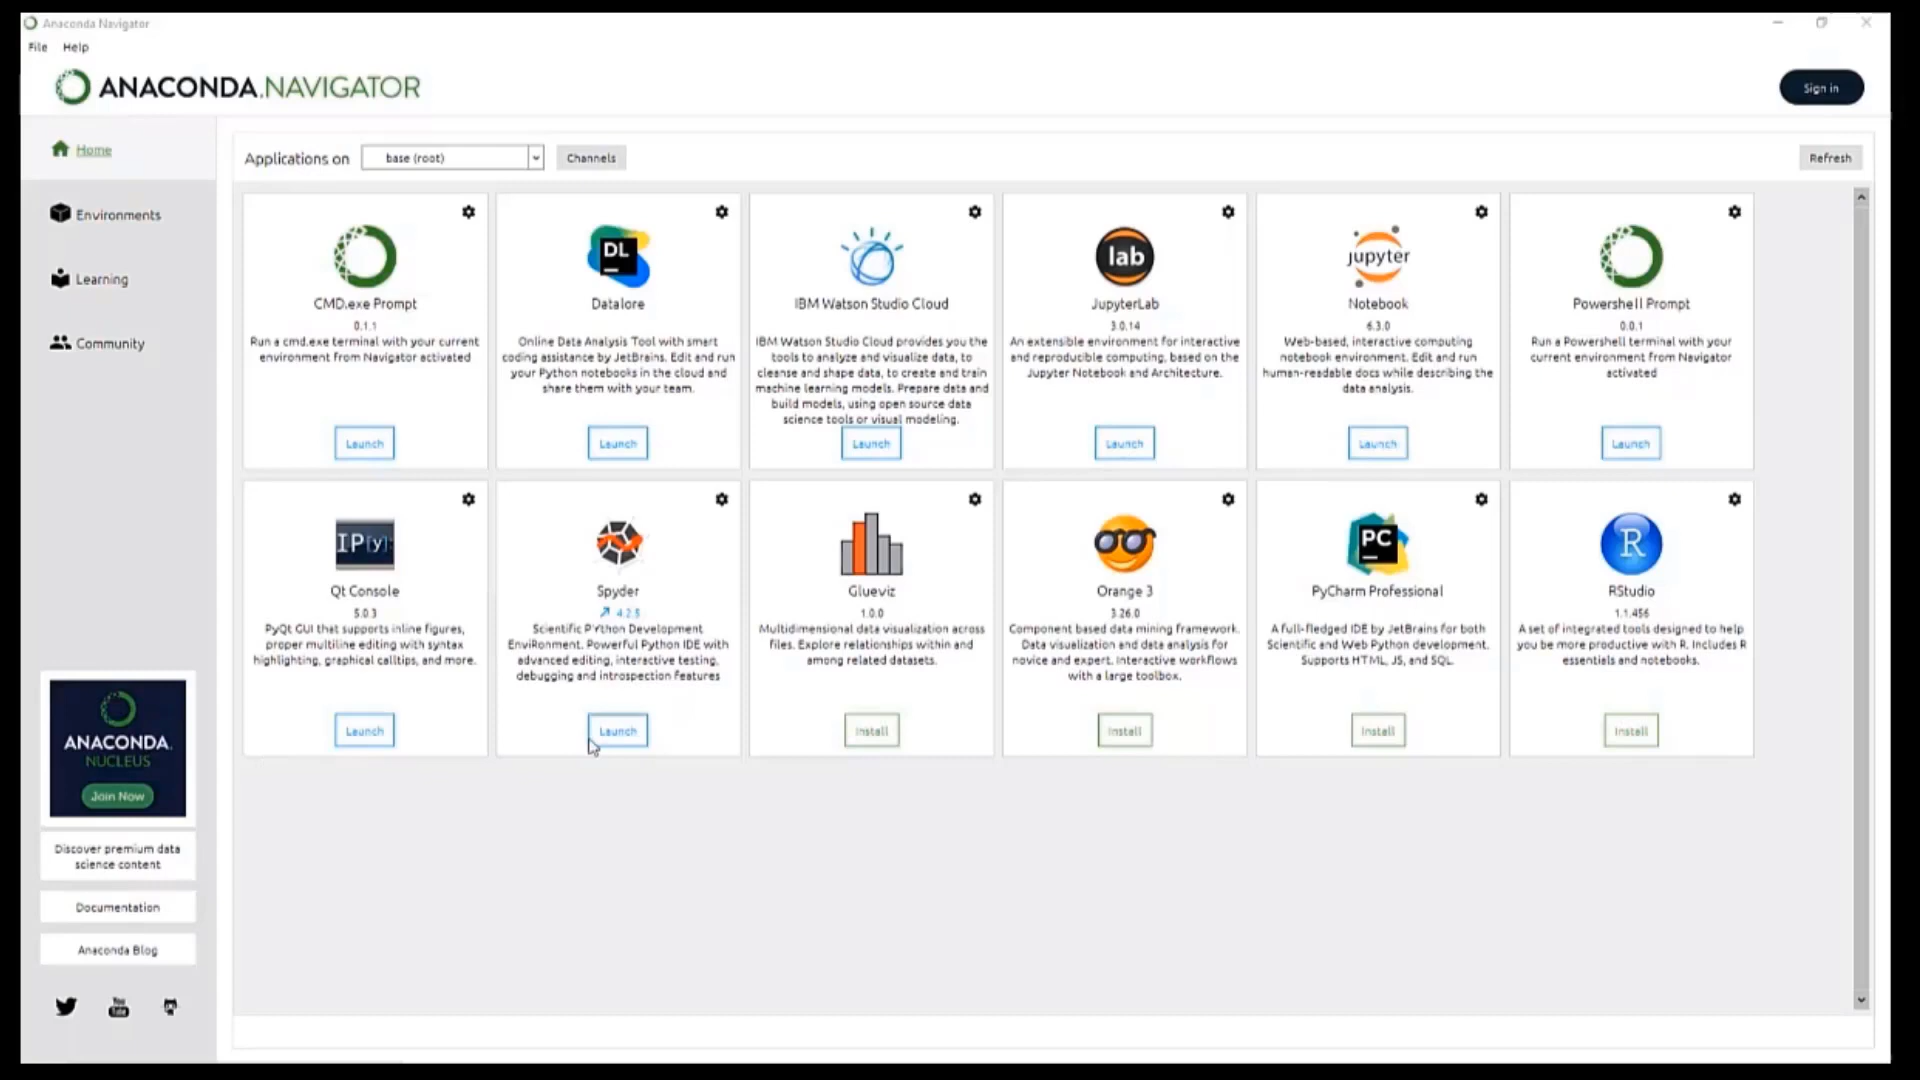 Anaconda Navigator
File Help
ANACONDA.NAVIGATOR
Sign in
Home
Environments
Learning
Community
Applications on base (root) Channels Refresh
CMD.exe Prompt
0.1.1
Run a cmd.exe terminal with your current
environment from Navigator activated
Launch
DL
Datalore
Online Data Analysis Tool with smart
coding assistance by JetBrains. Edit and run
your Python notebooks in the cloud and
share them with your team.
Launch
IBM Watson Studio Cloud
IBM Watson Studio Cloud provides you the
tools to analyze and visualize data, to
cleanse and shape data, to create and train
machine learning models. Prepare data and
build models, using open source data
science tools or visual modeling.
Launch
lab
JupyterLab
3.0.14
An extensible environment for interactive
and reproducible computing, based on the
Jupyter Notebook and Architecture.
Launch
jupyter
Notebook
6.3.0
Web-based, interactive computing
notebook environment. Edit and run
human-readable docs while describing the
data analysis.
Launch
Powershell Prompt
0.0.1
Run a Powershell terminal with your
current environment from Navigator
activated
Launch
IP[y]:
Qt Console
5.0.3
PyQt GUI that supports inline figures,
proper multiline editing with syntax
highlighting, graphical calltips, and more.
Launch
Spyder
4.2.5
Scientific PYthon Development
EnviRonment. Powerful Python IDE with
advanced editing, interactive testing,
debugging and introspection features
Launch
Glueviz
1.0.0
Multidimensional data visualization across
files. Explore relationships within and
among related datasets.
Install
Orange 3
3.26.0
Component based data mining framework.
Data visualization and data analysis for
novice and expert. Interactive workflows
with a large toolbox.
Install
PC
PyCharm Professional
A full-fledged IDE by JetBrains for both
Scientific and Web Python development.
Supports HTML, JS, and SQL.
Install
R
RStudio
1.1.456
A set of integrated tools designed to help
you be more productive with R. Includes R
essentials and notebooks.
Install
ANACONDA.
NUCLEUS
Join Now
Discover premium data
science content
Documentation
Anaconda Blog
You
Tube